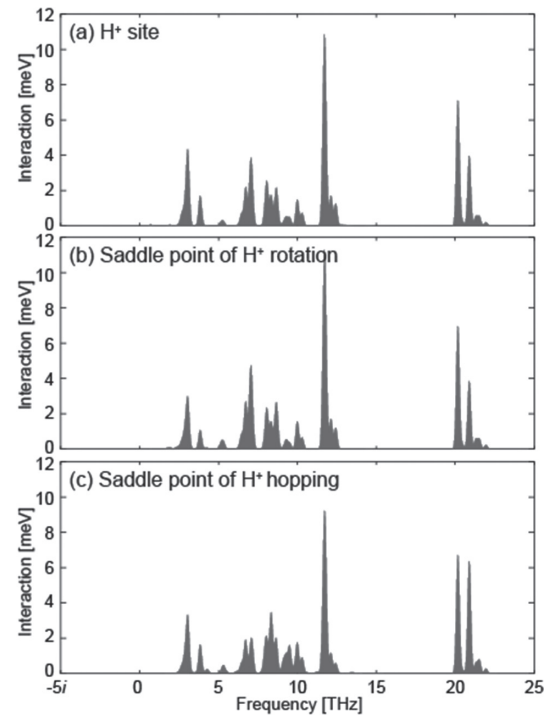 12
(a) H⁺ site
10
8
6
4
2
0
Interaction [meV]
12
(b) Saddle point of H⁺ rotation
10
8
6
4
2
0
Interaction [meV]
12
(c) Saddle point of H⁺ hopping
10
8
6
4
2
0
Interaction [meV]
-5i 0 5 10 15 20 25
Frequency [THz]